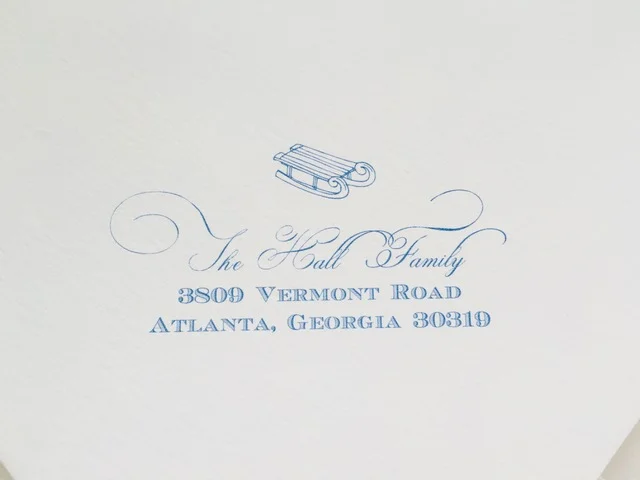 The Hall Family
3809 Vermont Road
Atlanta, Georgia 30319